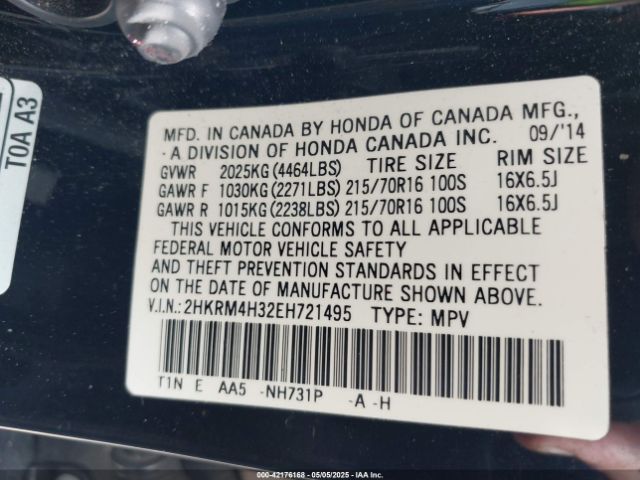 TOA A3
MFD. IN CANADA BY HONDA OF CANADA MFG.,
A DIVISION OF HONDA CANADA INC. 09/'14
GVWR 2025KG(4464LBS) TIRE SIZE RIM SIZE
GAWR F 1030KG(2271LBS) 215/70R16 100S 16X6.5J
GAWR R 1015KG(2238LBS) 215/70R16 100S 16X6.5J
THIS VEHICLE CONFORMS TO ALL APPLICABLE
FEDERAL MOTOR VEHICLE SAFETY
AND THEFT PREVENTION STANDARDS IN EFFECT
ON DATE OF MANUFACTURE SHOWN ABOVE.
V.I.N.: 2HKRM4H32EH721495 TYPE: MPV
T1N E AA5 -NH731P -A -H
000-42176168 - 05/05/2025 - IAA Inc.